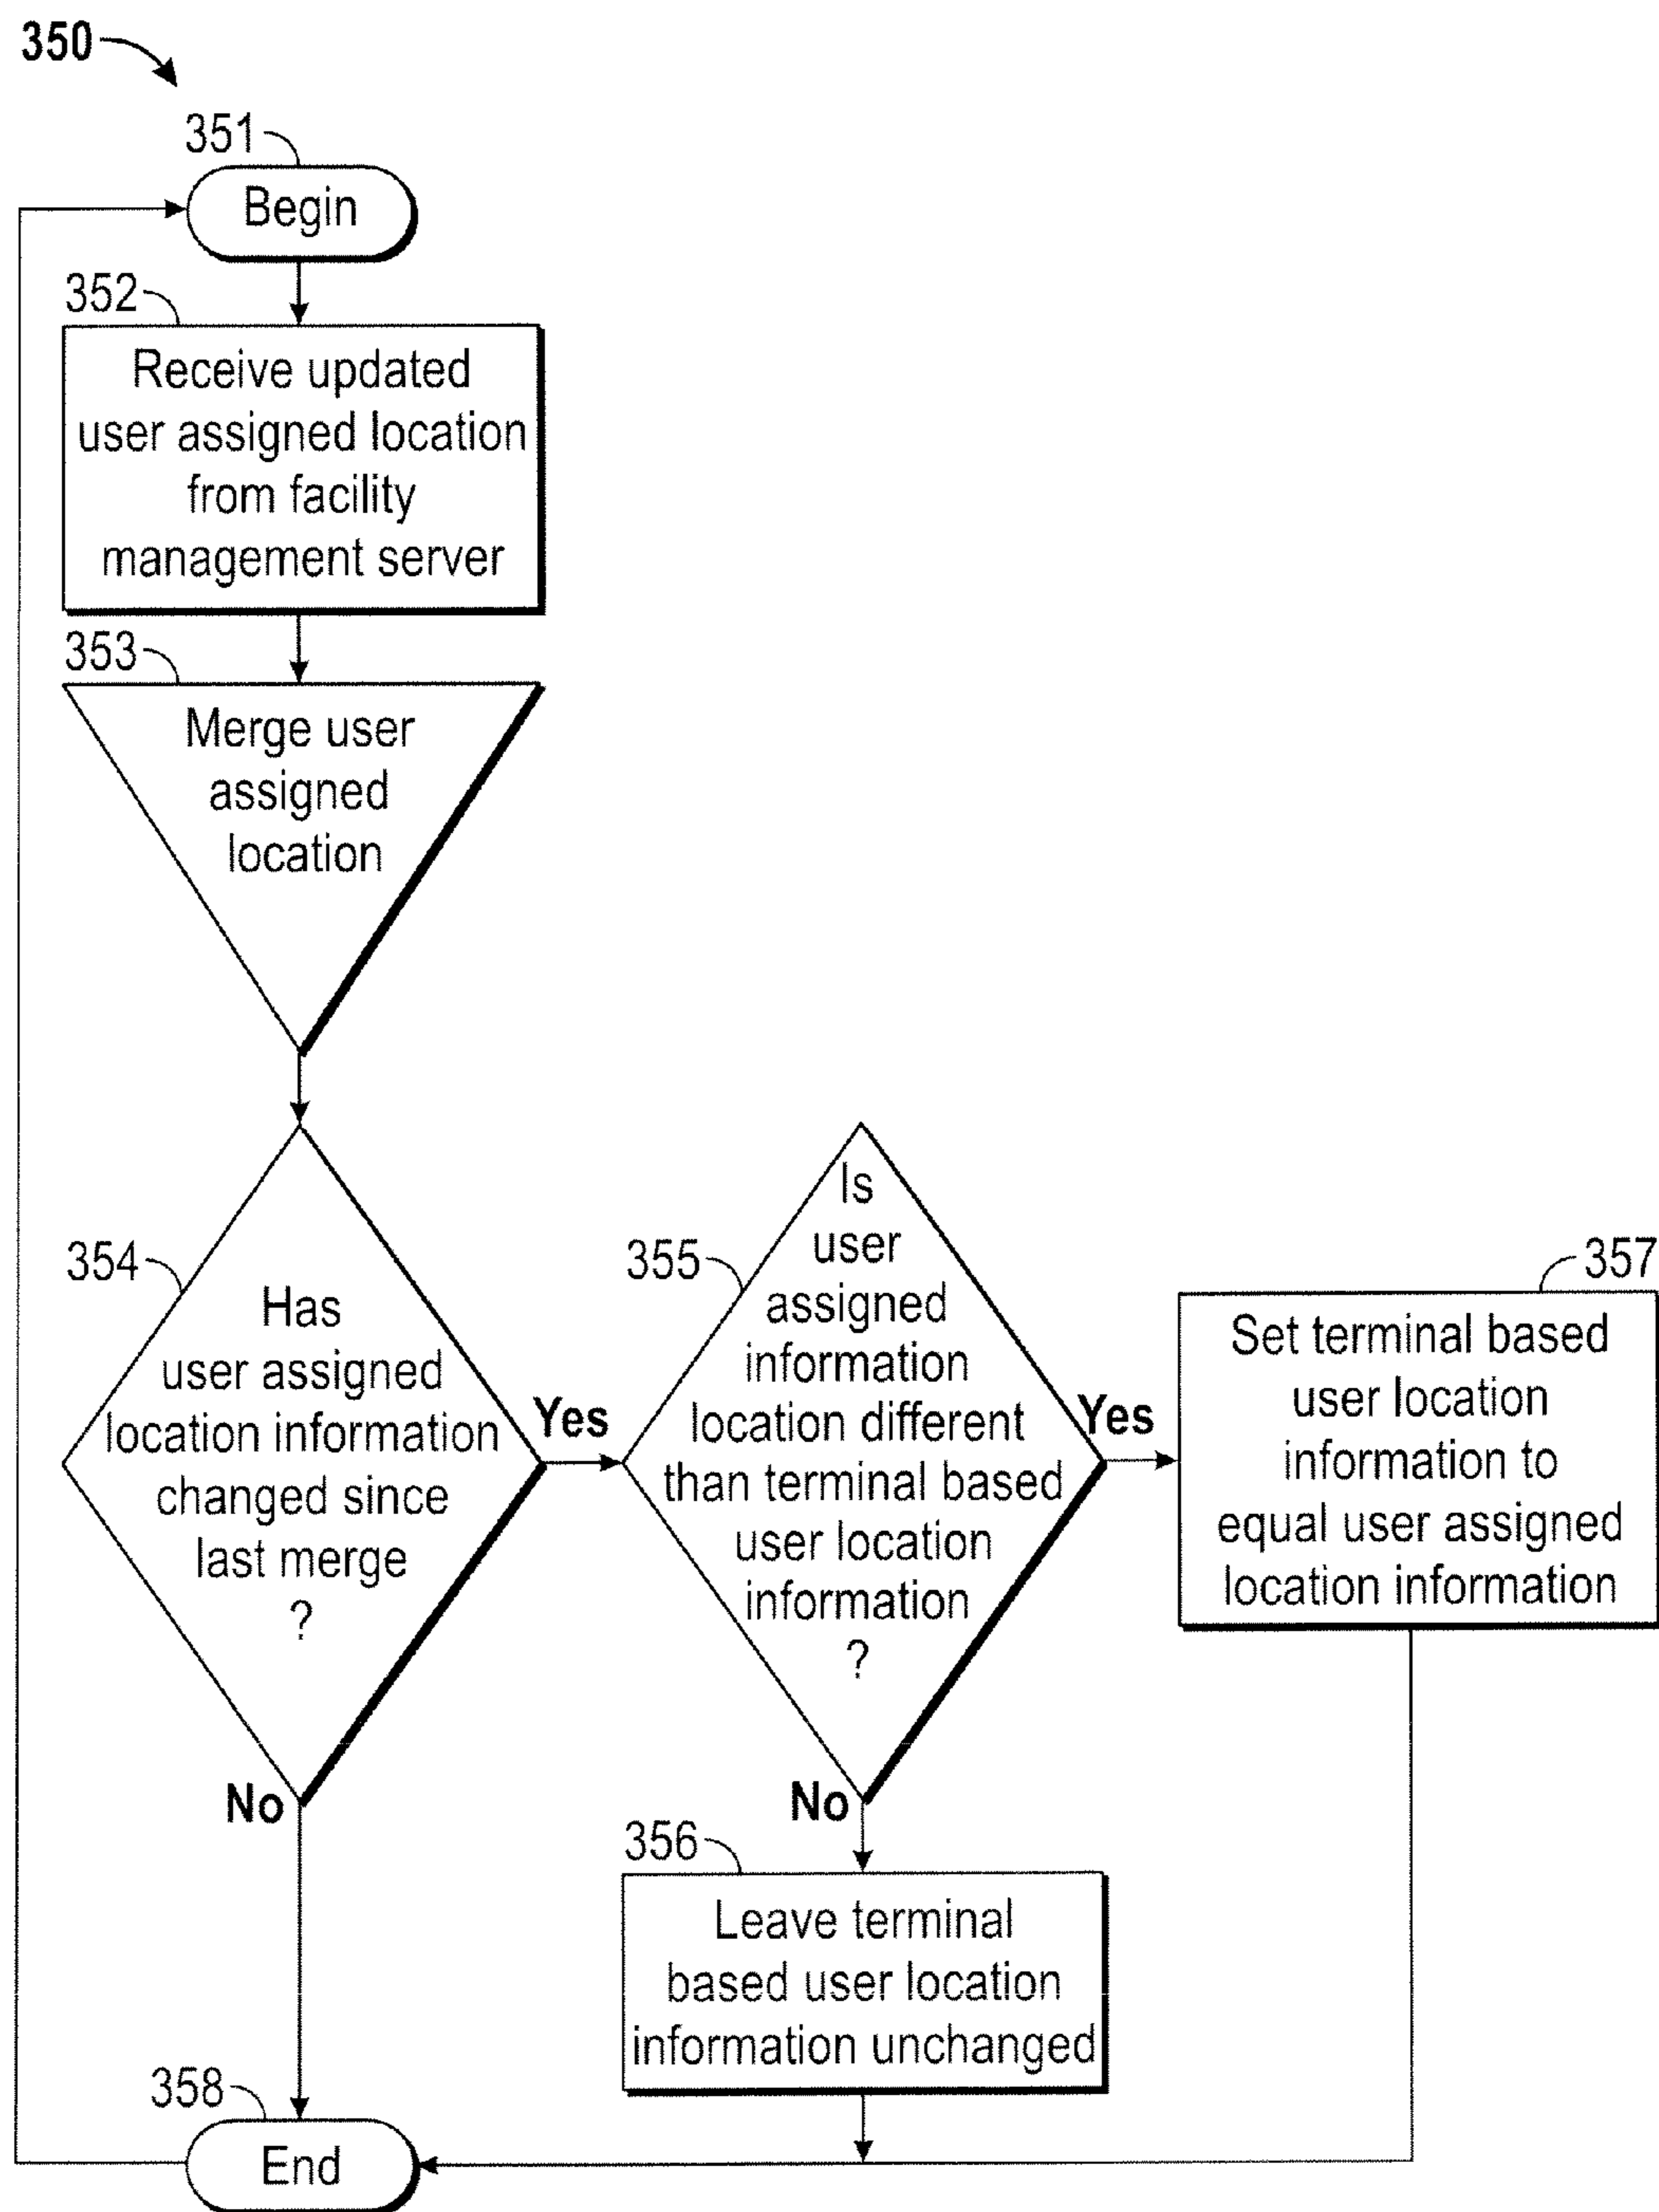 350
351
Begin
352
Receive updated
user assigned location
from facility
management server
353
Merge user
assigned
location
354
Has
user assigned
location information
changed since
last merge
?
Yes
No
355
Is
user
assigned
information
location different
than terminal based
user location
information
?
Yes
No
357
Set terminal based
user location
information to
equal user assigned
location information
356
Leave terminal
based user location
information unchanged
358
End